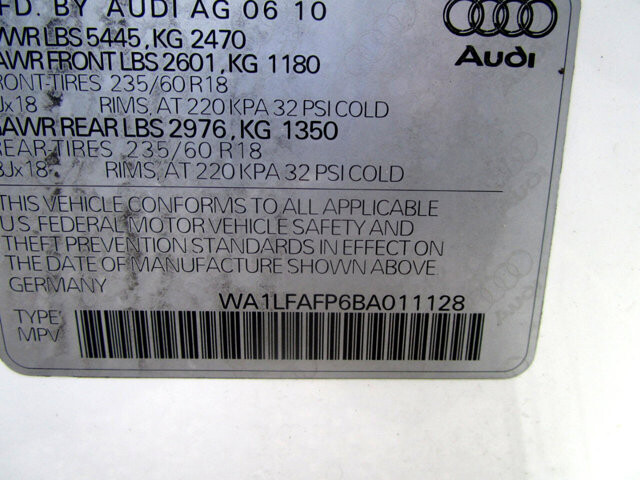 FD. BY AUDI AG 06 10
Audi
WR LBS 5445, KG 2470
AWR FRONT LBS 2601, KG 1180
RONT-TIRES 235/60 R18
Jx18 RIMS, AT 220 KPA 32 PSI COLD
AWR REAR LBS 2976, KG 1350
REAR-TIRES 235/60 R18
8Jx18 RIMS, AT 220 KPA 32 PSI COLD
THIS VEHICLE CONFORMS TO ALL APPLICABLE
U.S. FEDERAL MOTOR VEHICLE SAFETY AND
THEFT PREVENTION STANDARDS IN EFFECT ON
THE DATE OF MANUFACTURE SHOWN ABOVE
GERMANY
WA1LFAFP6BA011128
TYPE:
MPV